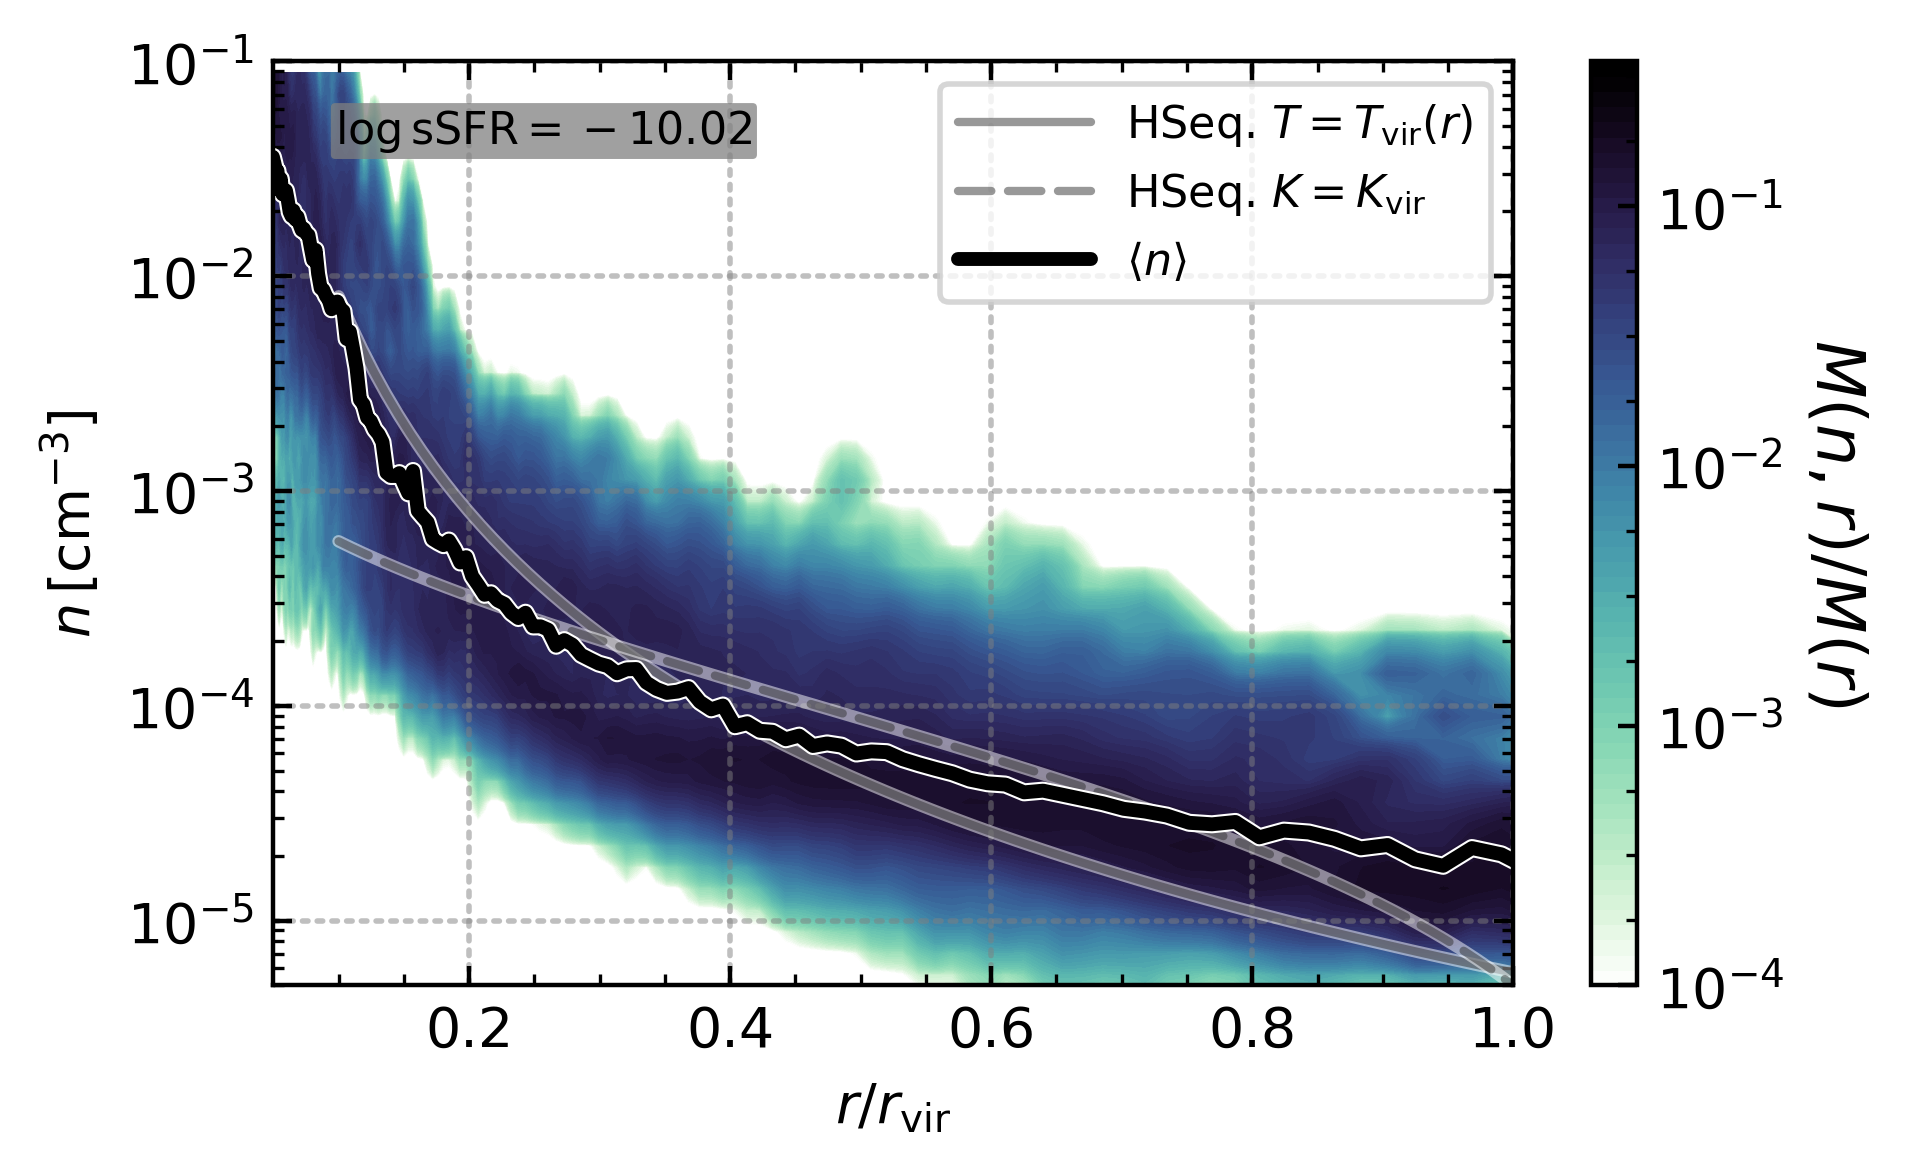 10⁻¹
10⁻²
10⁻³
10⁻⁴
10⁻⁵
n [cm⁻³]
log sSFR = −10.02
HSeq. T = T_vir(r)
HSeq. K = K_vir
⟨n⟩
0.2 0.4 0.6 0.8 1.0
r/r_vir
10⁻¹
10⁻²
10⁻³
10⁻⁴
M(n, r)/M(r)